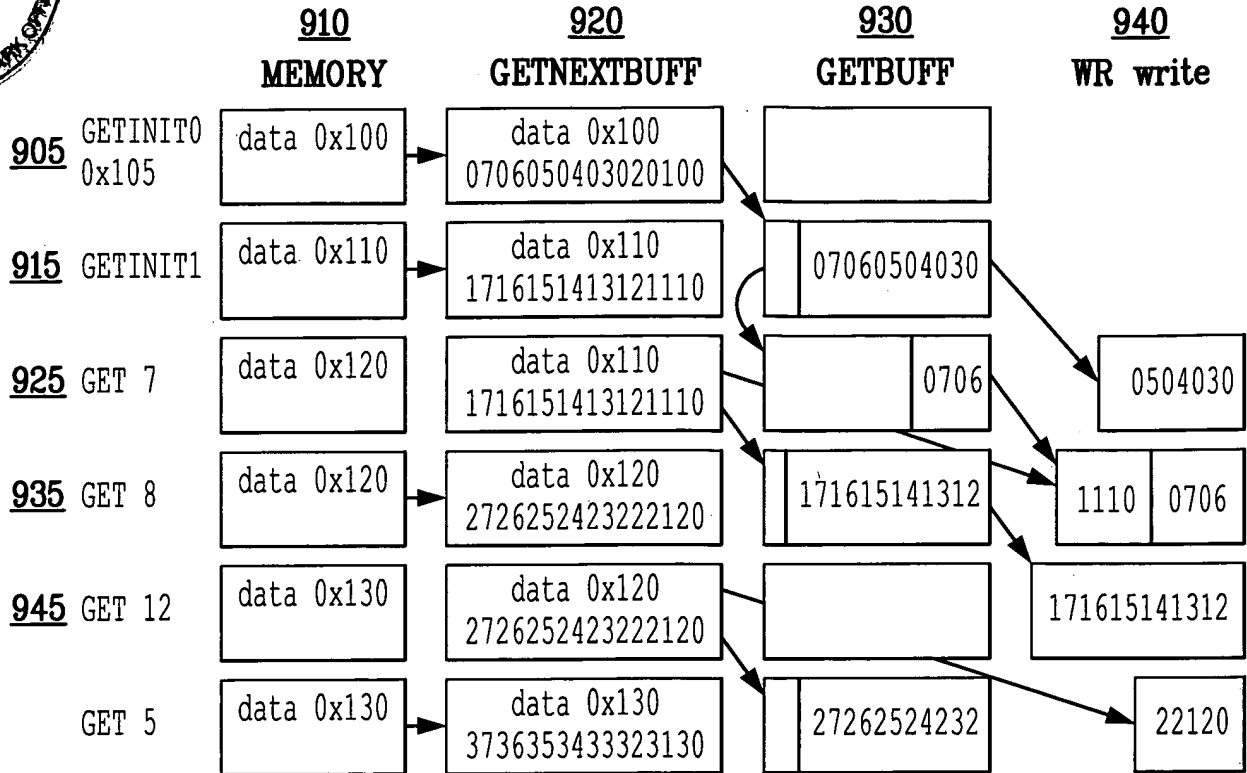 910 920 930 940
MEMORY GETNEXTBUFF GETBUFF WR write
905 GETINIT0 data 0x100 data 0x100
0x105 0706050403020100
915 GETINIT1 data 0x110 data 0x110 07060504030
1716151413121110
925 GET 7 data 0x120 data 0x110 0706 0504030
1716151413121110
935 GET 8 data 0x120 data 0x120 171615141312 1110 0706
2726252423222120
945 GET 12 data 0x130 data 0x120 171615141312
2726252423222120
GET 5 data 0x130 data 0x130 27262524232 22120
3736353433323130